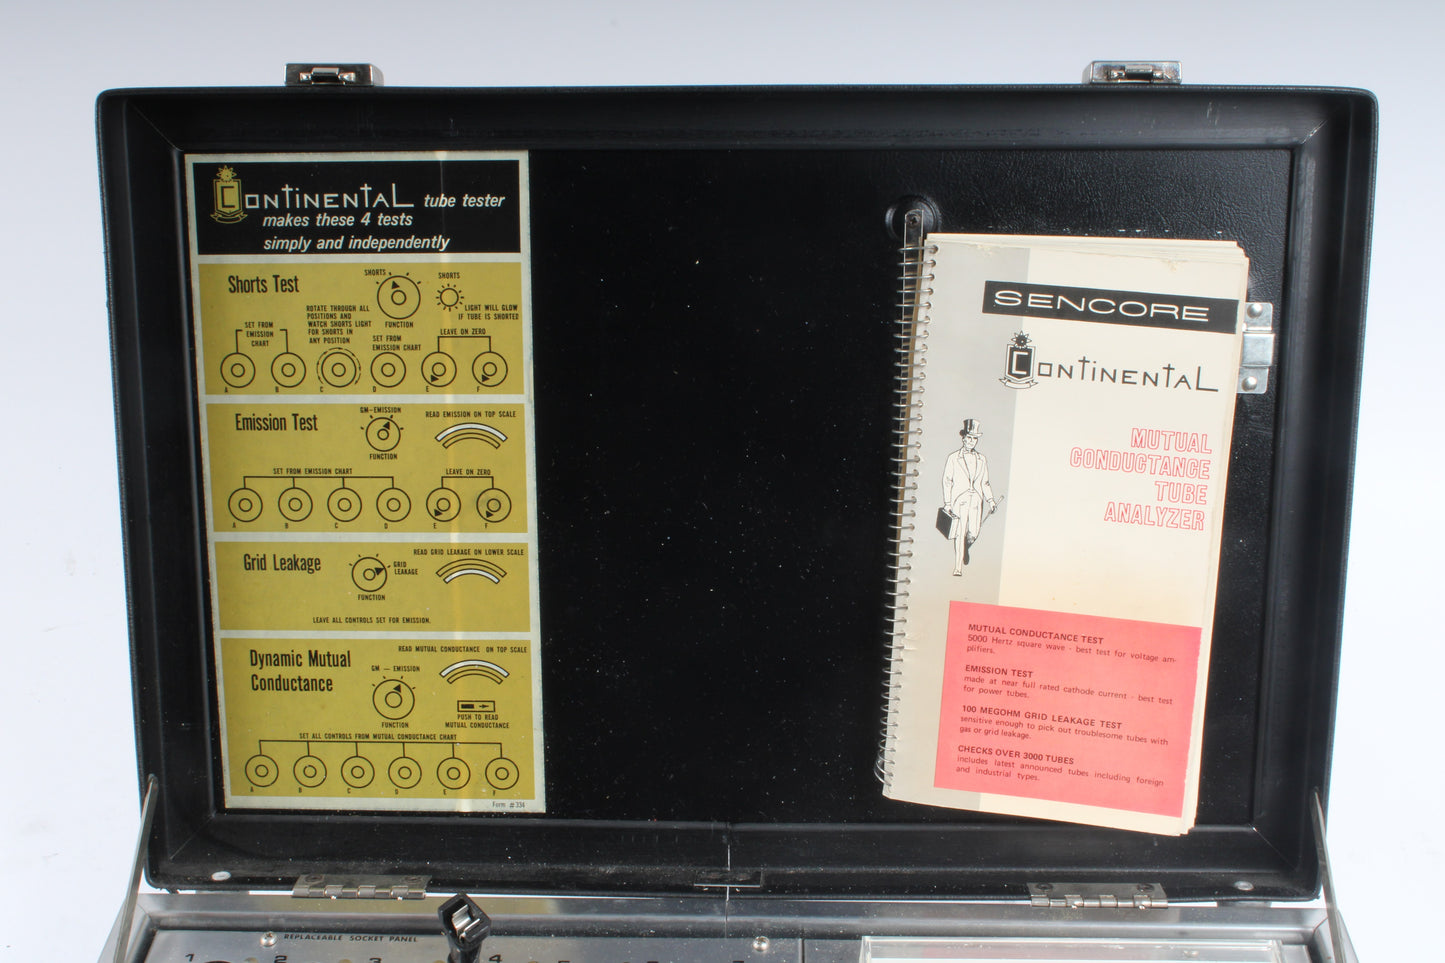 CONTINENTAL tube tester
makes these 4 tests
simply and independently
Shorts Test
SHORTS
SHORTS
FUNCTION
LIGHT WILL GLOW
IF TUBE IS SHORTED
SET FROM
EMISSION
CHART
ROTATE THROUGH ALL
POSITIONS AND
WATCH SHORTS LIGHT
FOR SHORTS IN
ANY POSITION
SET FROM
EMISSION CHART
LEAVE ON ZERO
A B C D E F
Emission Test
GM-EMISSION
FUNCTION
READ EMISSION ON TOP SCALE
SET FROM EMISSION CHART
LEAVE ON ZERO
A B C D E F
Grid Leakage
GRID
LEAKAGE
FUNCTION
READ GRID LEAKAGE ON LOWER SCALE
LEAVE ALL CONTROLS SET FOR EMISSION.
Dynamic Mutual
Conductance
GM — EMISSION
FUNCTION
READ MUTUAL CONDUCTANCE ON TOP SCALE
PUSH TO READ
MUTUAL CONDUCTANCE
SET ALL CONTROLS FROM MUTUAL CONDUCTANCE CHART
A B C D E F
Form # 334
SENCORE
CONTINENTAL
MUTUAL
CONDUCTANCE
TUBE
ANALYZER
MUTUAL CONDUCTANCE TEST
5000 Hertz square wave - best test for voltage am-
plifiers.
EMISSION TEST
made at near full rated cathode current - best test
for power tubes.
100 MEGOHM GRID LEAKAGE TEST
sensitive enough to pick out troublesome tubes with
gas or grid leakage.
CHECKS OVER 3000 TUBES
includes latest announced tubes including foreign
and industrial types.
REPLACEABLE SOCKET PANEL
1 2 3 4